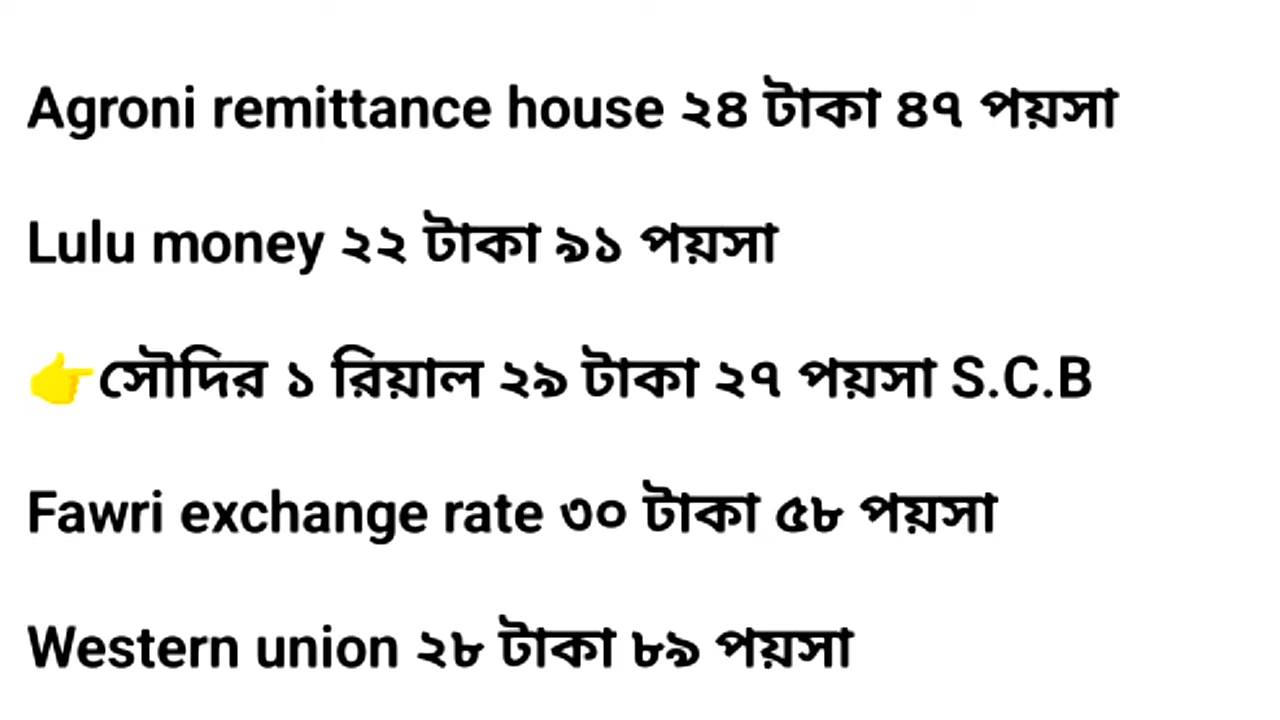 Agroni remittance house ২৪ টাকা ৪৭ পয়সা
Lulu money ২২ টাকা ৯১ পয়সা
👉সৌদির ১ রিয়াল ২৯ টাকা ২৭ পয়সা S.C.B
Fawri exchange rate ৩০ টাকা ৫৮ পয়সা
Western union ২৮ টাকা ৮৯ পয়সা